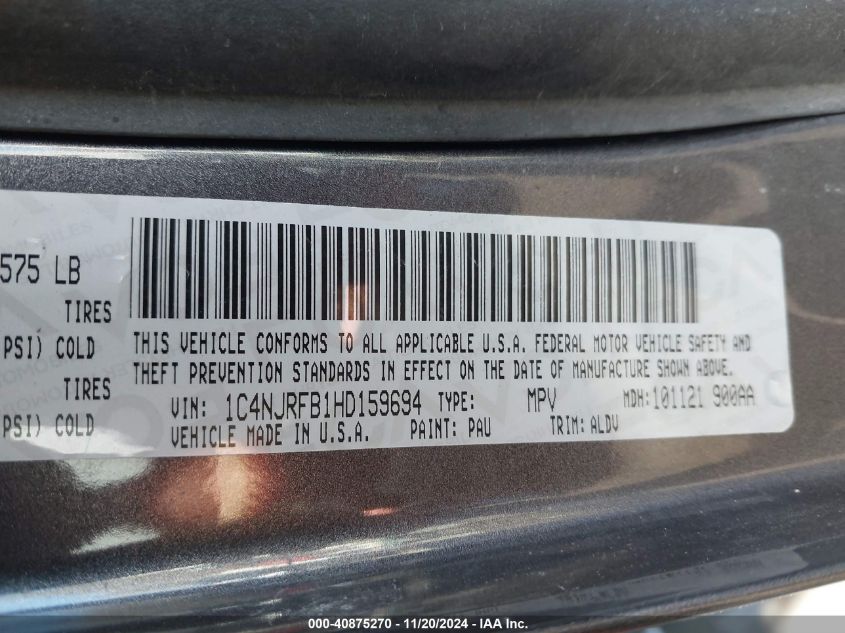 575 LB
TIRES
PSI) COLD
TIRES
PSI) COLD
THIS VEHICLE CONFORMS TO ALL APPLICABLE U.S.A. FEDERAL MOTOR VEHICLE SAFETY AND
THEFT PREVENTION STANDARDS IN EFFECT ON THE DATE OF MANUFACTURE SHOWN ABOVE.
VIN: 1C4NJRFB1HD159694 TYPE: MPV MDH:101121 900AA
VEHICLE MADE IN U.S.A. PAINT: PAU TRIM: ALDV
000-40875270 - 11/20/2024 - IAA Inc.